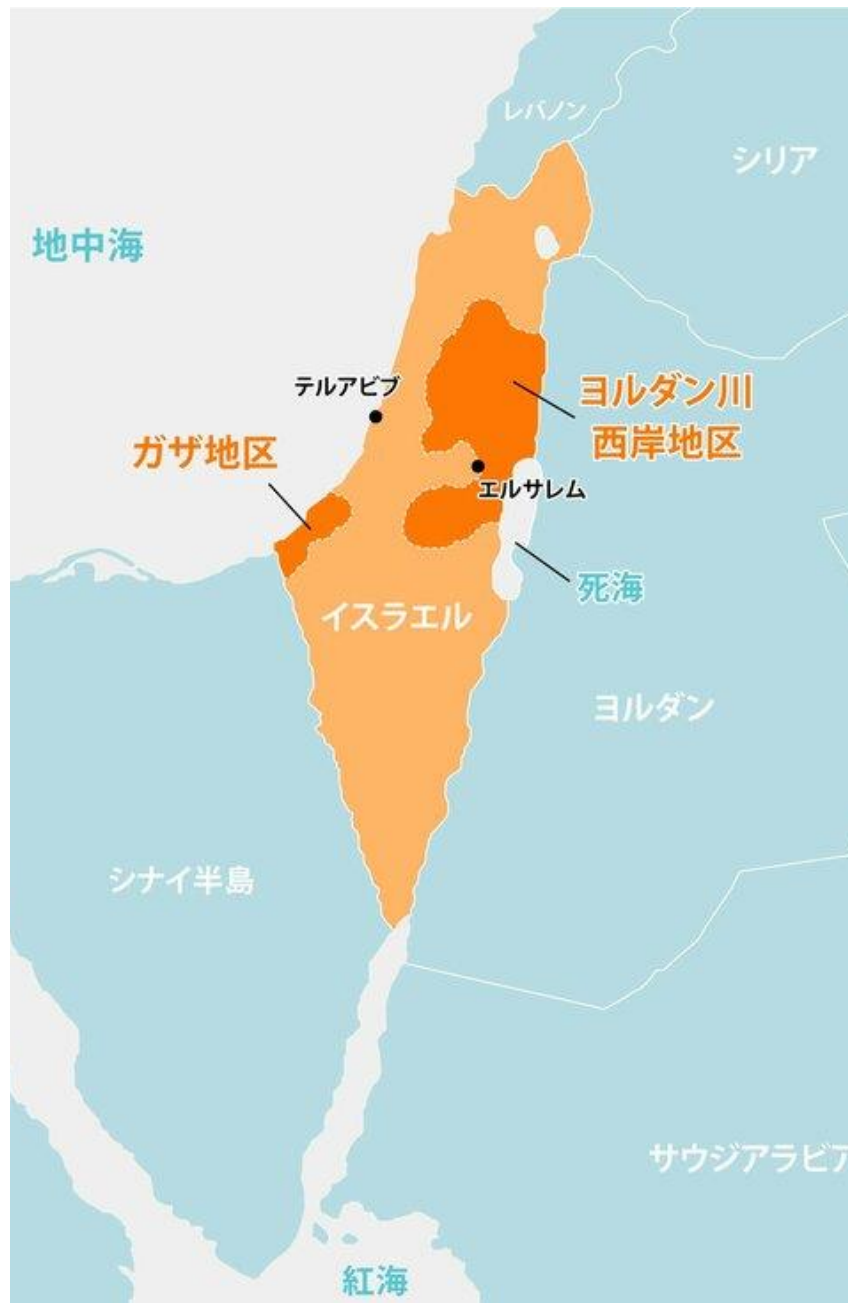 レバノン
シリア
地中海
テルアビブ
ヨルダン川
西岸地区
ガザ地区
エルサレム
死海
イスラエル
ヨルダン
シナイ半島
サウジアラビア
紅海